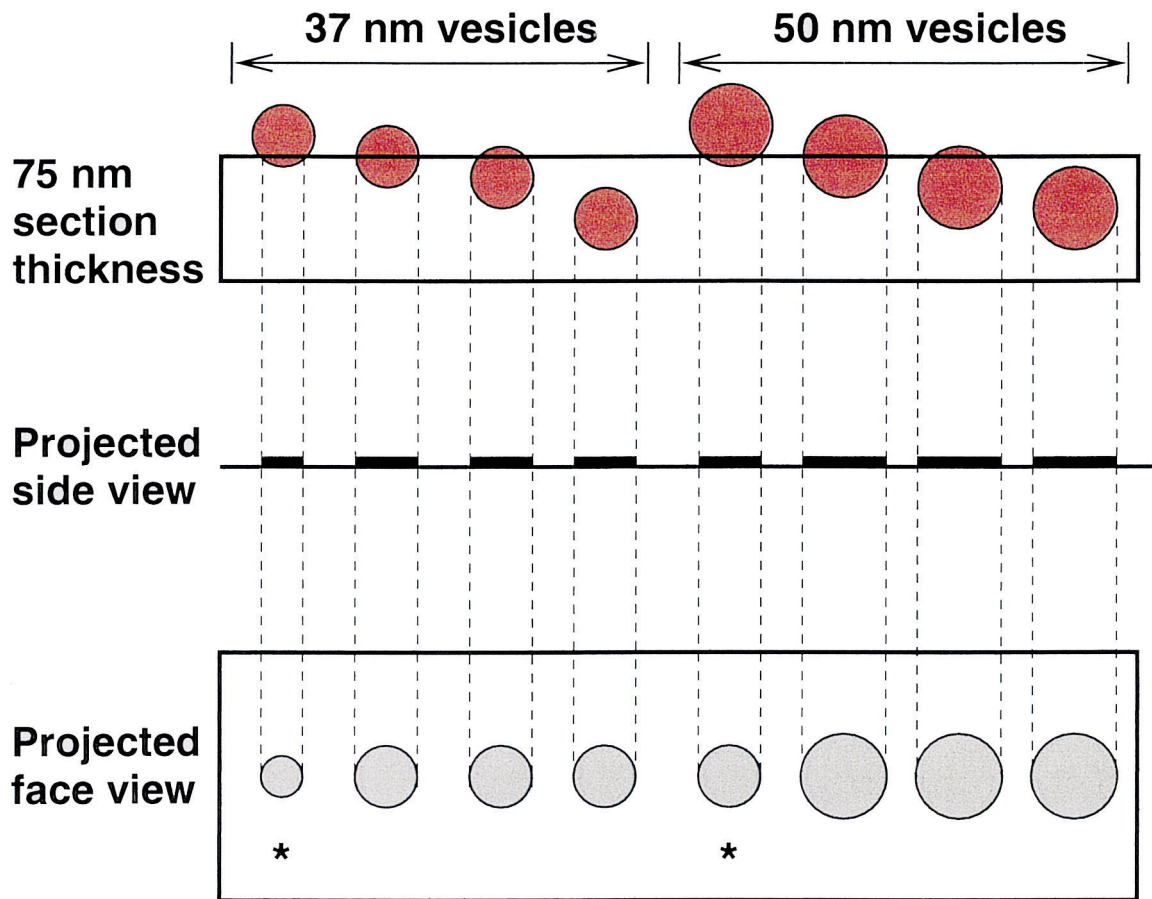 37 nm vesicles
50 nm vesicles
75 nm
section
thickness
Projected
side view
Projected
face view
*
*